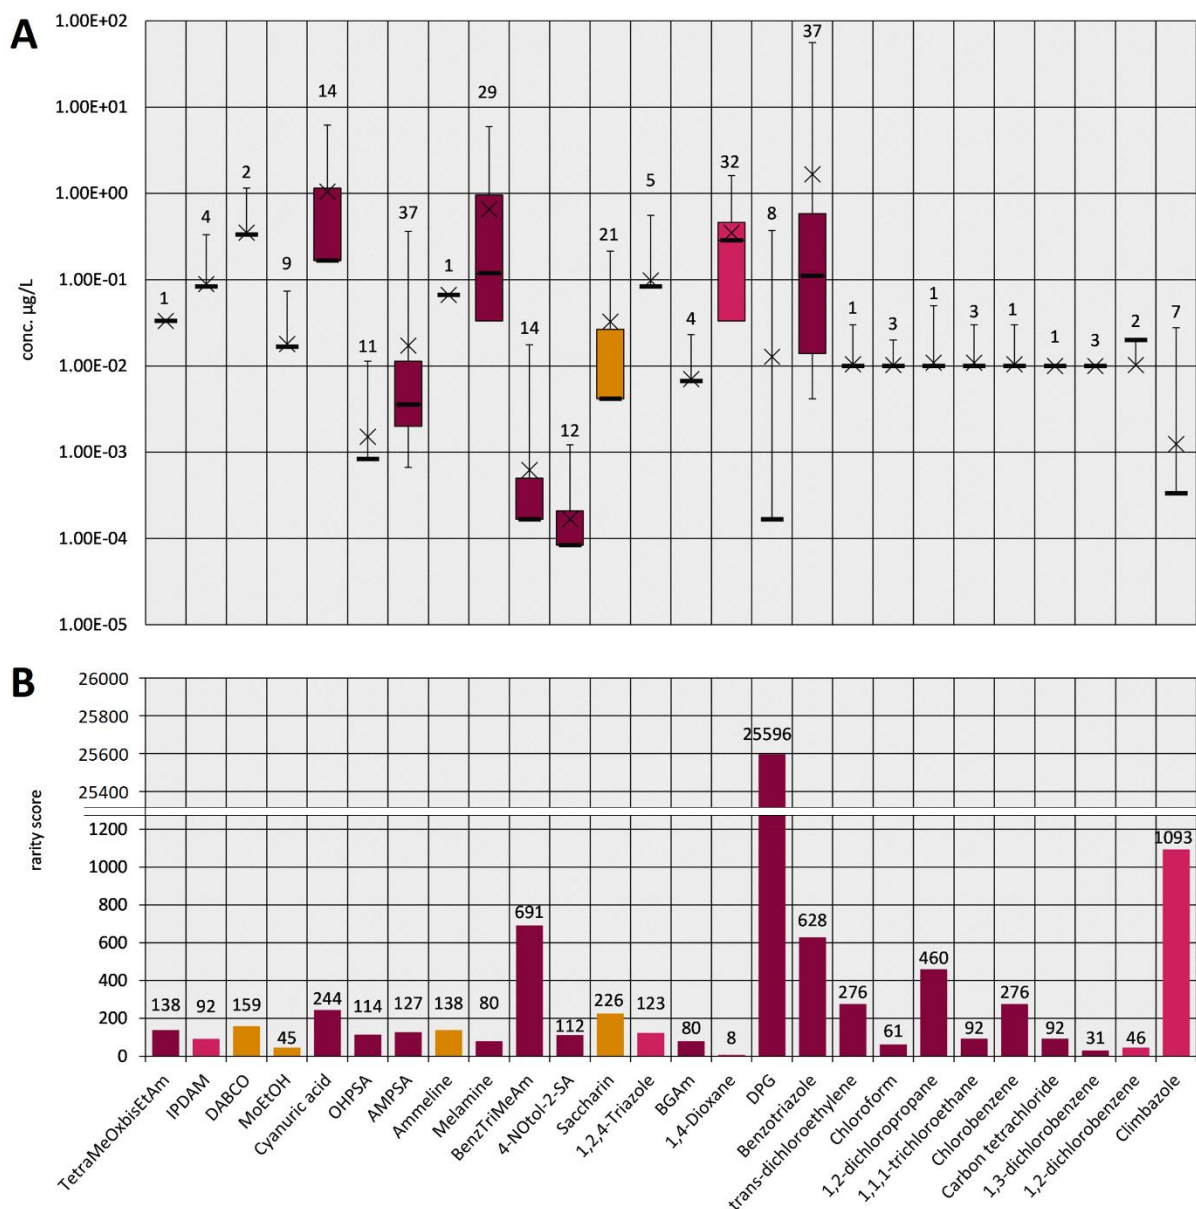 A
1.00E+02
1.00E+01
1.00E+00
1.00E-01
1.00E-02
1.00E-03
1.00E-04
1.00E-05
conc. µg/L
1
4
2
9
14
11
37
1
29
14
12
21
5
4
32
8
37
1
3
1
3
1
1
3
2
7
B
26000
25800
25600
25400
1200
1000
800
600
400
200
0
rarity score
138
92
159
45
244
114
127
138
80
691
112
226
123
80
8
25596
628
276
61
460
92
276
92
31
46
1093
TetraMeOxbisEtAm
IPDAM
DABCO
MoEtOH
Cyanuric acid
OHPSA
AMPSA
Ammeline
Melamine
BenzTriMeAm
4-NOtol-2-SA
Saccharin
1,2,4-Triazole
BGAm
1,4-Dioxane
DPG
Benzotriazole
trans-dichloroethylene
Chloroform
1,2-dichloropropane
1,1,1-trichloroethane
Chlorobenzene
Carbon tetrachloride
1,3-dichlorobenzene
1,2-dichlorobenzene
Climbazole